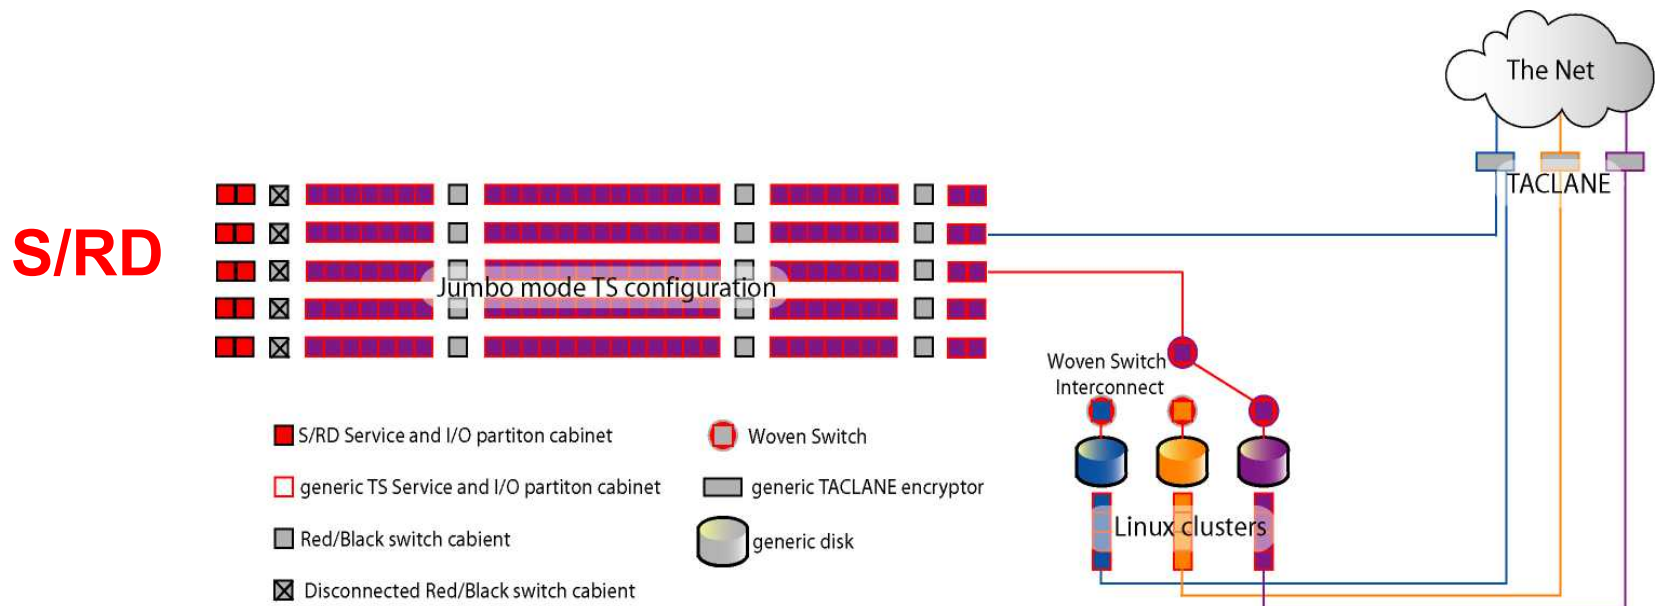 The Net
TACLANE
S/RD
Jumbo mode TS configuration
Woven Switch
Interconnect
S/RD Service and I/O partiton cabinet
Woven Switch
generic TS Service and I/O partiton cabinet
generic TACLANE encryptor
Linux clusters
Red/Black switch cabient
generic disk
Disconnected Red/Black switch cabient